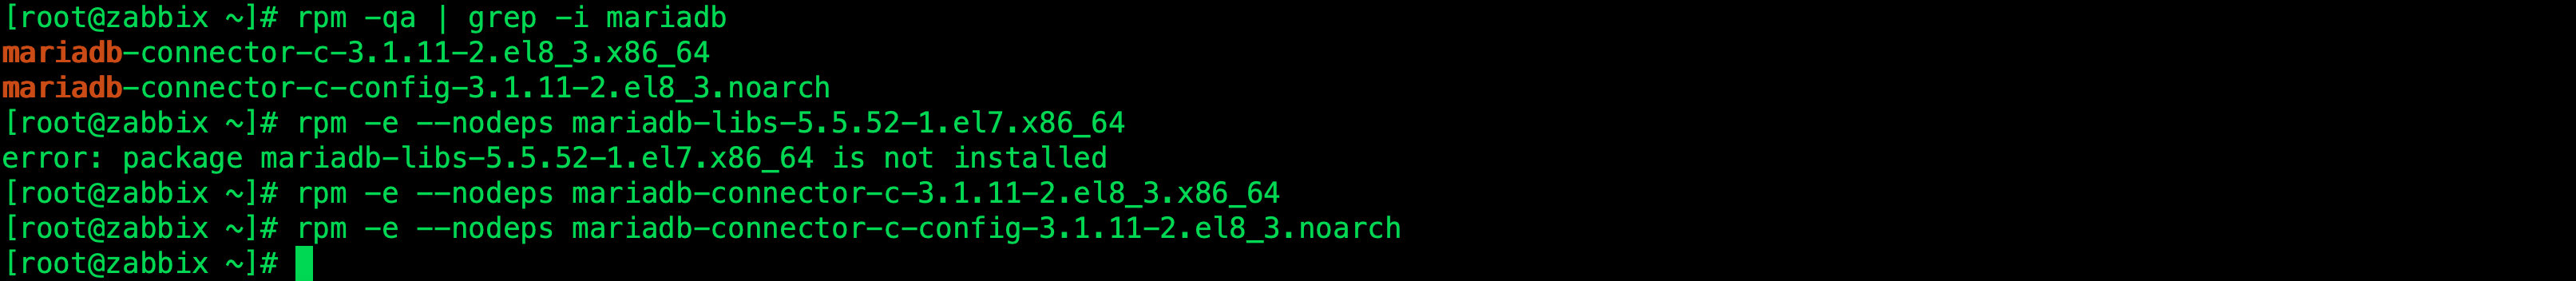 [root@zabbix ~]# rpm -qa | grep -i mariadb
mariadb-connector-c-3.1.11-2.el8_3.x86_64
mariadb-connector-c-config-3.1.11-2.el8_3.noarch
[root@zabbix ~]# rpm -e --nodeps mariadb-libs-5.5.52-1.el7.x86_64
error: package mariadb-libs-5.5.52-1.el7.x86_64 is not installed
[root@zabbix ~]# rpm -e --nodeps mariadb-connector-c-3.1.11-2.el8_3.x86_64
[root@zabbix ~]# rpm -e --nodeps mariadb-connector-c-config-3.1.11-2.el8_3.noarch
[root@zabbix ~]#